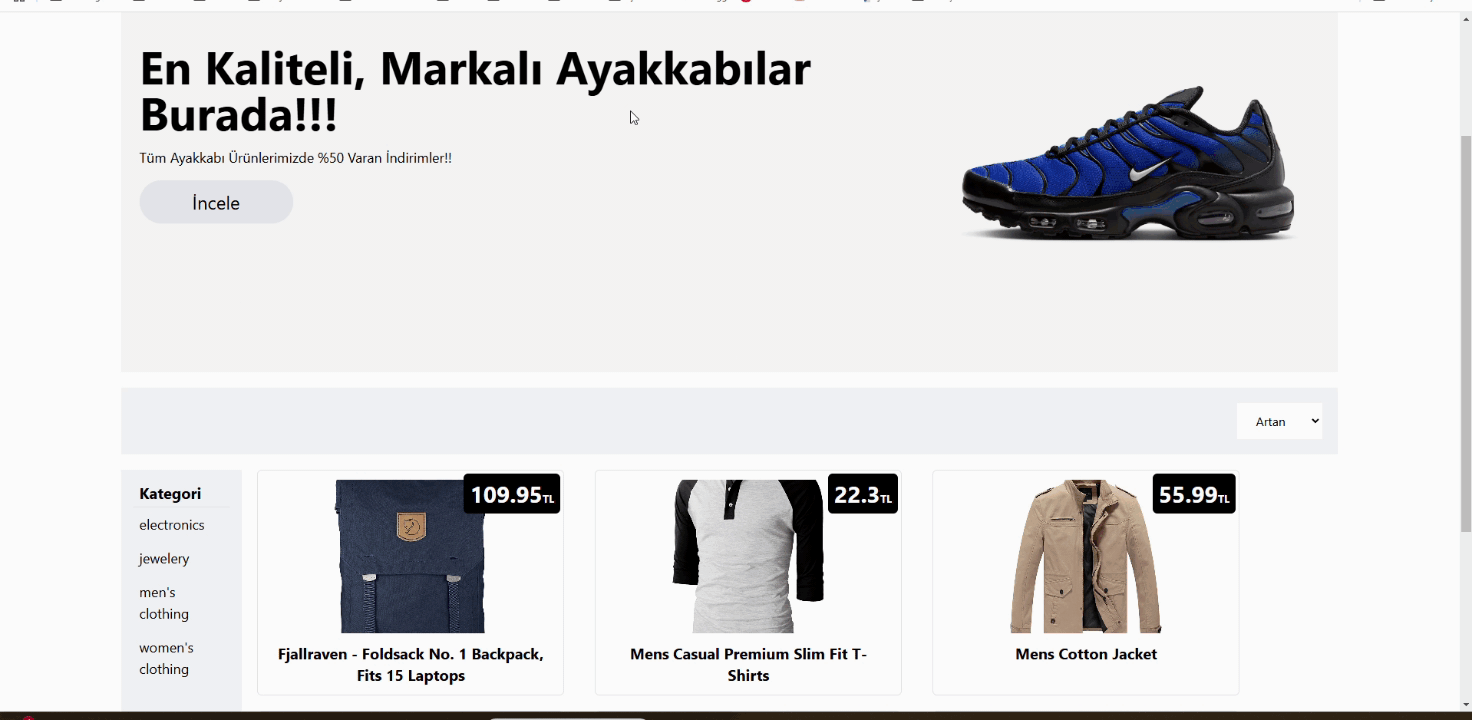 En Kaliteli, Markalı Ayakkabılar
Burada!!!
Tüm Ayakkabı Ürünlerimizde %50 Varan İndirimler!!
İncele
Artan
Kategori
electronics
jewelery
men's
clothing
women's
clothing
109.95TL
Fjallraven - Foldsack No. 1 Backpack,
Fits 15 Laptops
22.3TL
Mens Casual Premium Slim Fit T-
Shirts
55.99TL
Mens Cotton Jacket